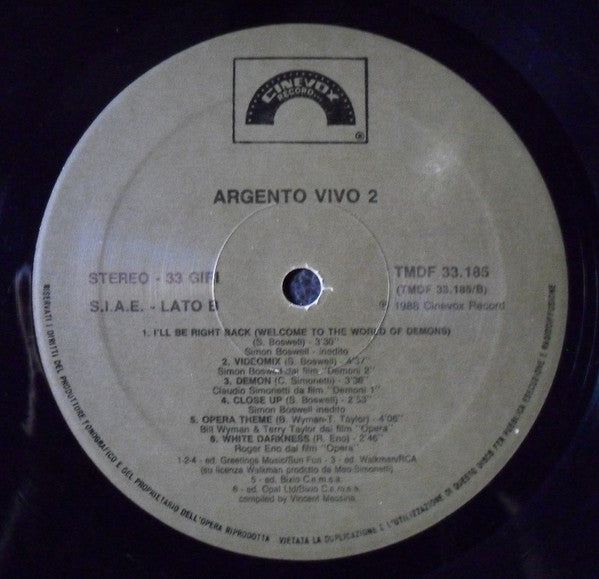 CINEVOX
RECORD
®
ARGENTO VIVO 2
STEREO - 33 GIRI
TMDF 33.185
(TMDF 33.185/B)
S.I.A.E. - LATO B
℗ 1988 Cinevox Record
1. I'LL BE RIGHT BACK (WELCOME TO THE WORLD OF DEMONS)
(S. Boswell) - 3'30"
Simon Boswell - inedito
2. VIDEOMIX (S. Boswell) - 4'37"
Simon Boswell dal film "Demoni 2"
3. DEMON (C. Simonetti) - 3'36"
Claudio Simonetti da film "Demoni 1"
4. CLOSE UP (S. Boswell) - 2'53"
Simon Boswell inedito
5. OPERA THEME (B. Wyman-T. Taylor) - 4'06"
Bill Wyman & Terry Taylor dal film "Opera"
6. WHITE DARKNESS (R. Eno) - 2'46"
Roger Eno dal film "Opera"
1-2-4 - ed. Greetings Music/Sun Fun - 3 - ed. Walkman/RCA
(su licenza Walkman prodotto da Meo-Simonetti)
5 - ed. Bixio C.e.m.s.a.
6 - ed. Opal Ltd/Bixio C.e.m.s.a.
compiled by Vincent Messina
RISERVATI I DIRITTI DEL PRODUTTORE FONOGRAFICO E DEL PROPRIETARIO DELL'OPERA RIPRODOTTA - VIETATA LA DUPLICAZIONE E L'UTILIZZAZIONE DI QUESTO DISCO PER PUBBLICA ESECUZIONE E RADIODIFFUSIONE